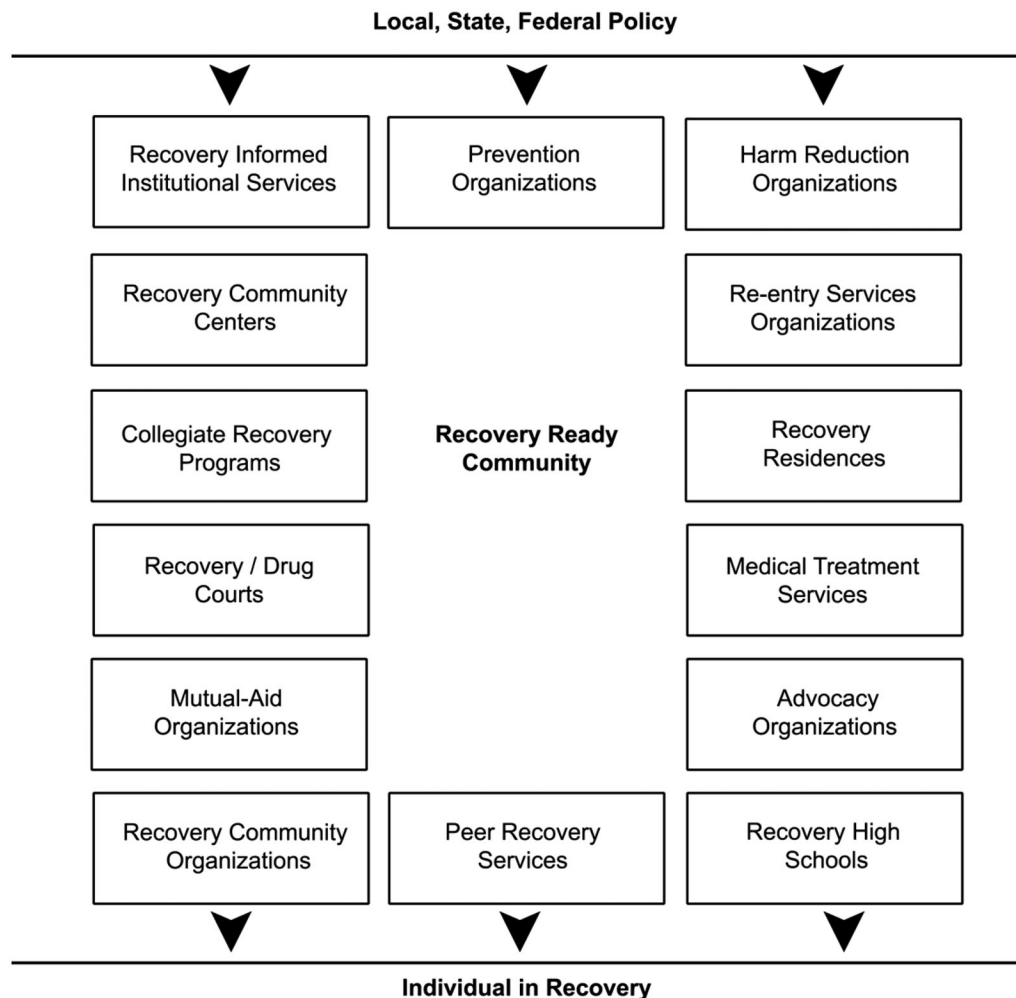 Local, State, Federal Policy
Recovery Informed
Institutional Services
Prevention
Organizations
Harm Reduction
Organizations
Recovery Community
Centers
Re-entry Services
Organizations
Collegiate Recovery
Programs
Recovery Ready
Community
Recovery
Residences
Recovery / Drug
Courts
Medical Treatment
Services
Mutual-Aid
Organizations
Advocacy
Organizations
Recovery Community
Organizations
Peer Recovery
Services
Recovery High
Schools
Individual in Recovery